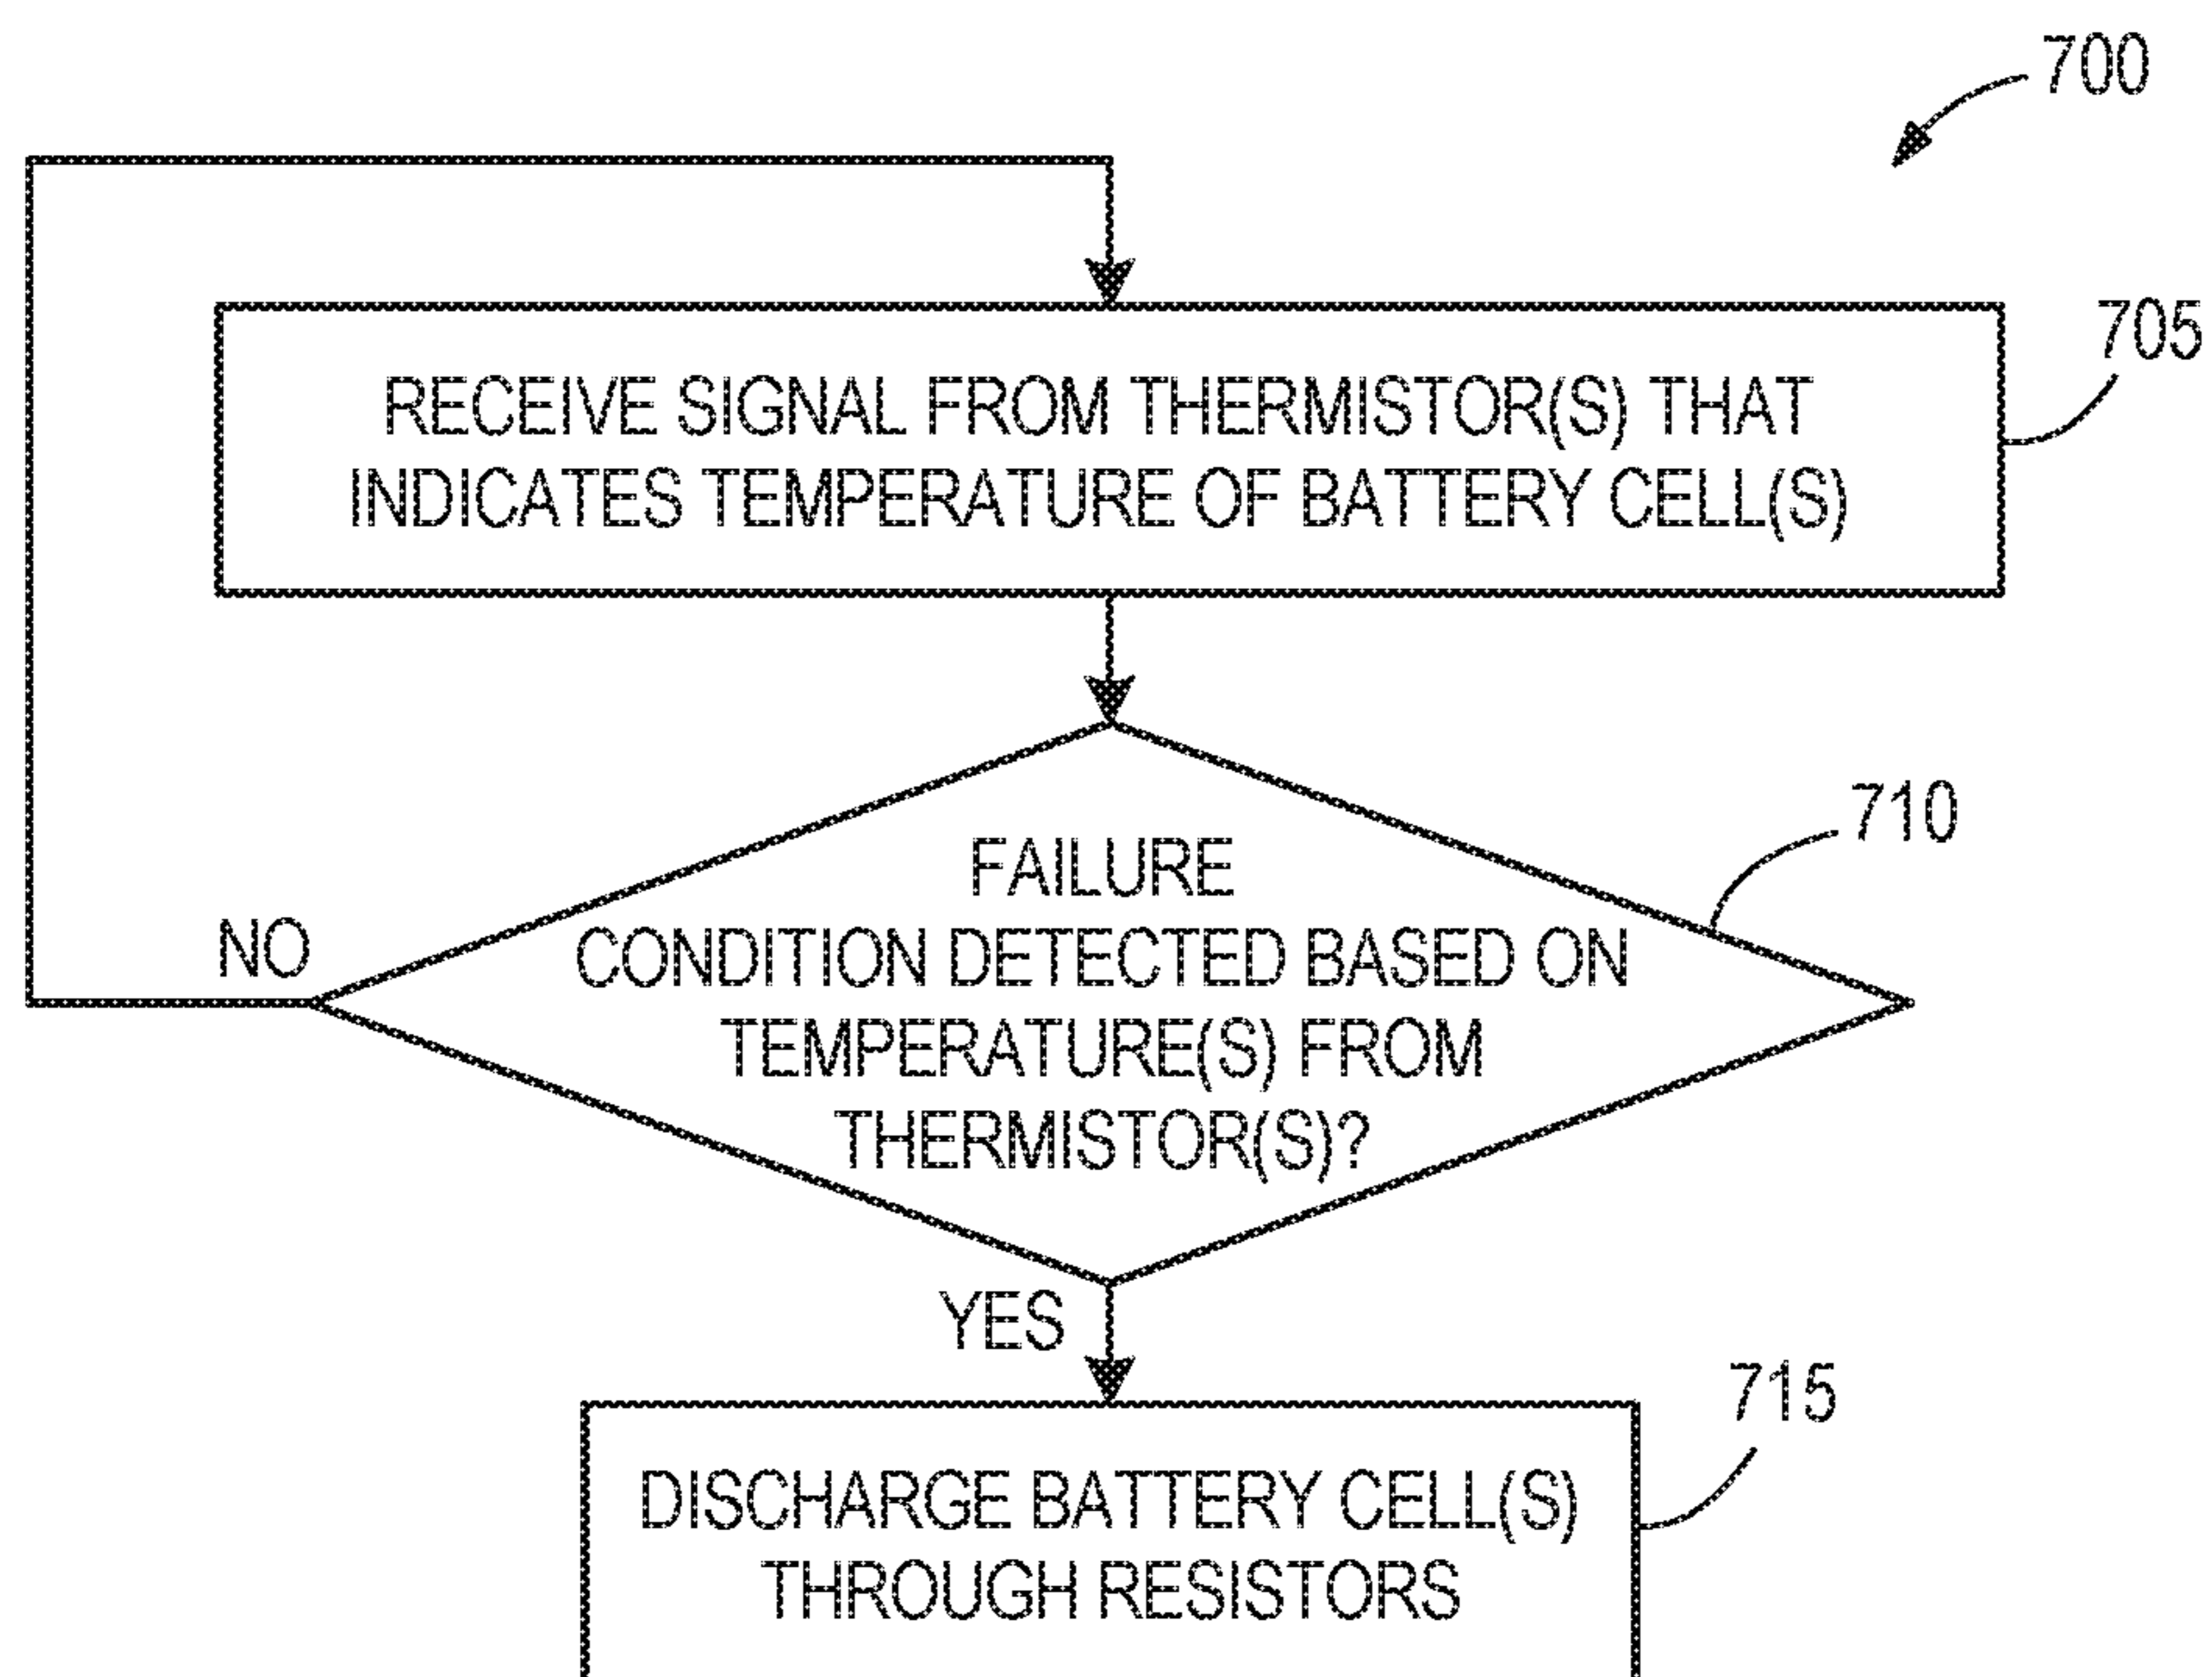 700
705
RECEIVE SIGNAL FROM THERMISTOR(S) THAT
INDICATES TEMPERATURE OF BATTERY CELL(S)
710
FAILURE
NO
CONDITION DETECTED BASED ON
TEMPERATURE(S) FROM
THERMISTOR(S)?
YES
715
DISCHARGE BATTERY CELL(S)
THROUGH RESISTORS